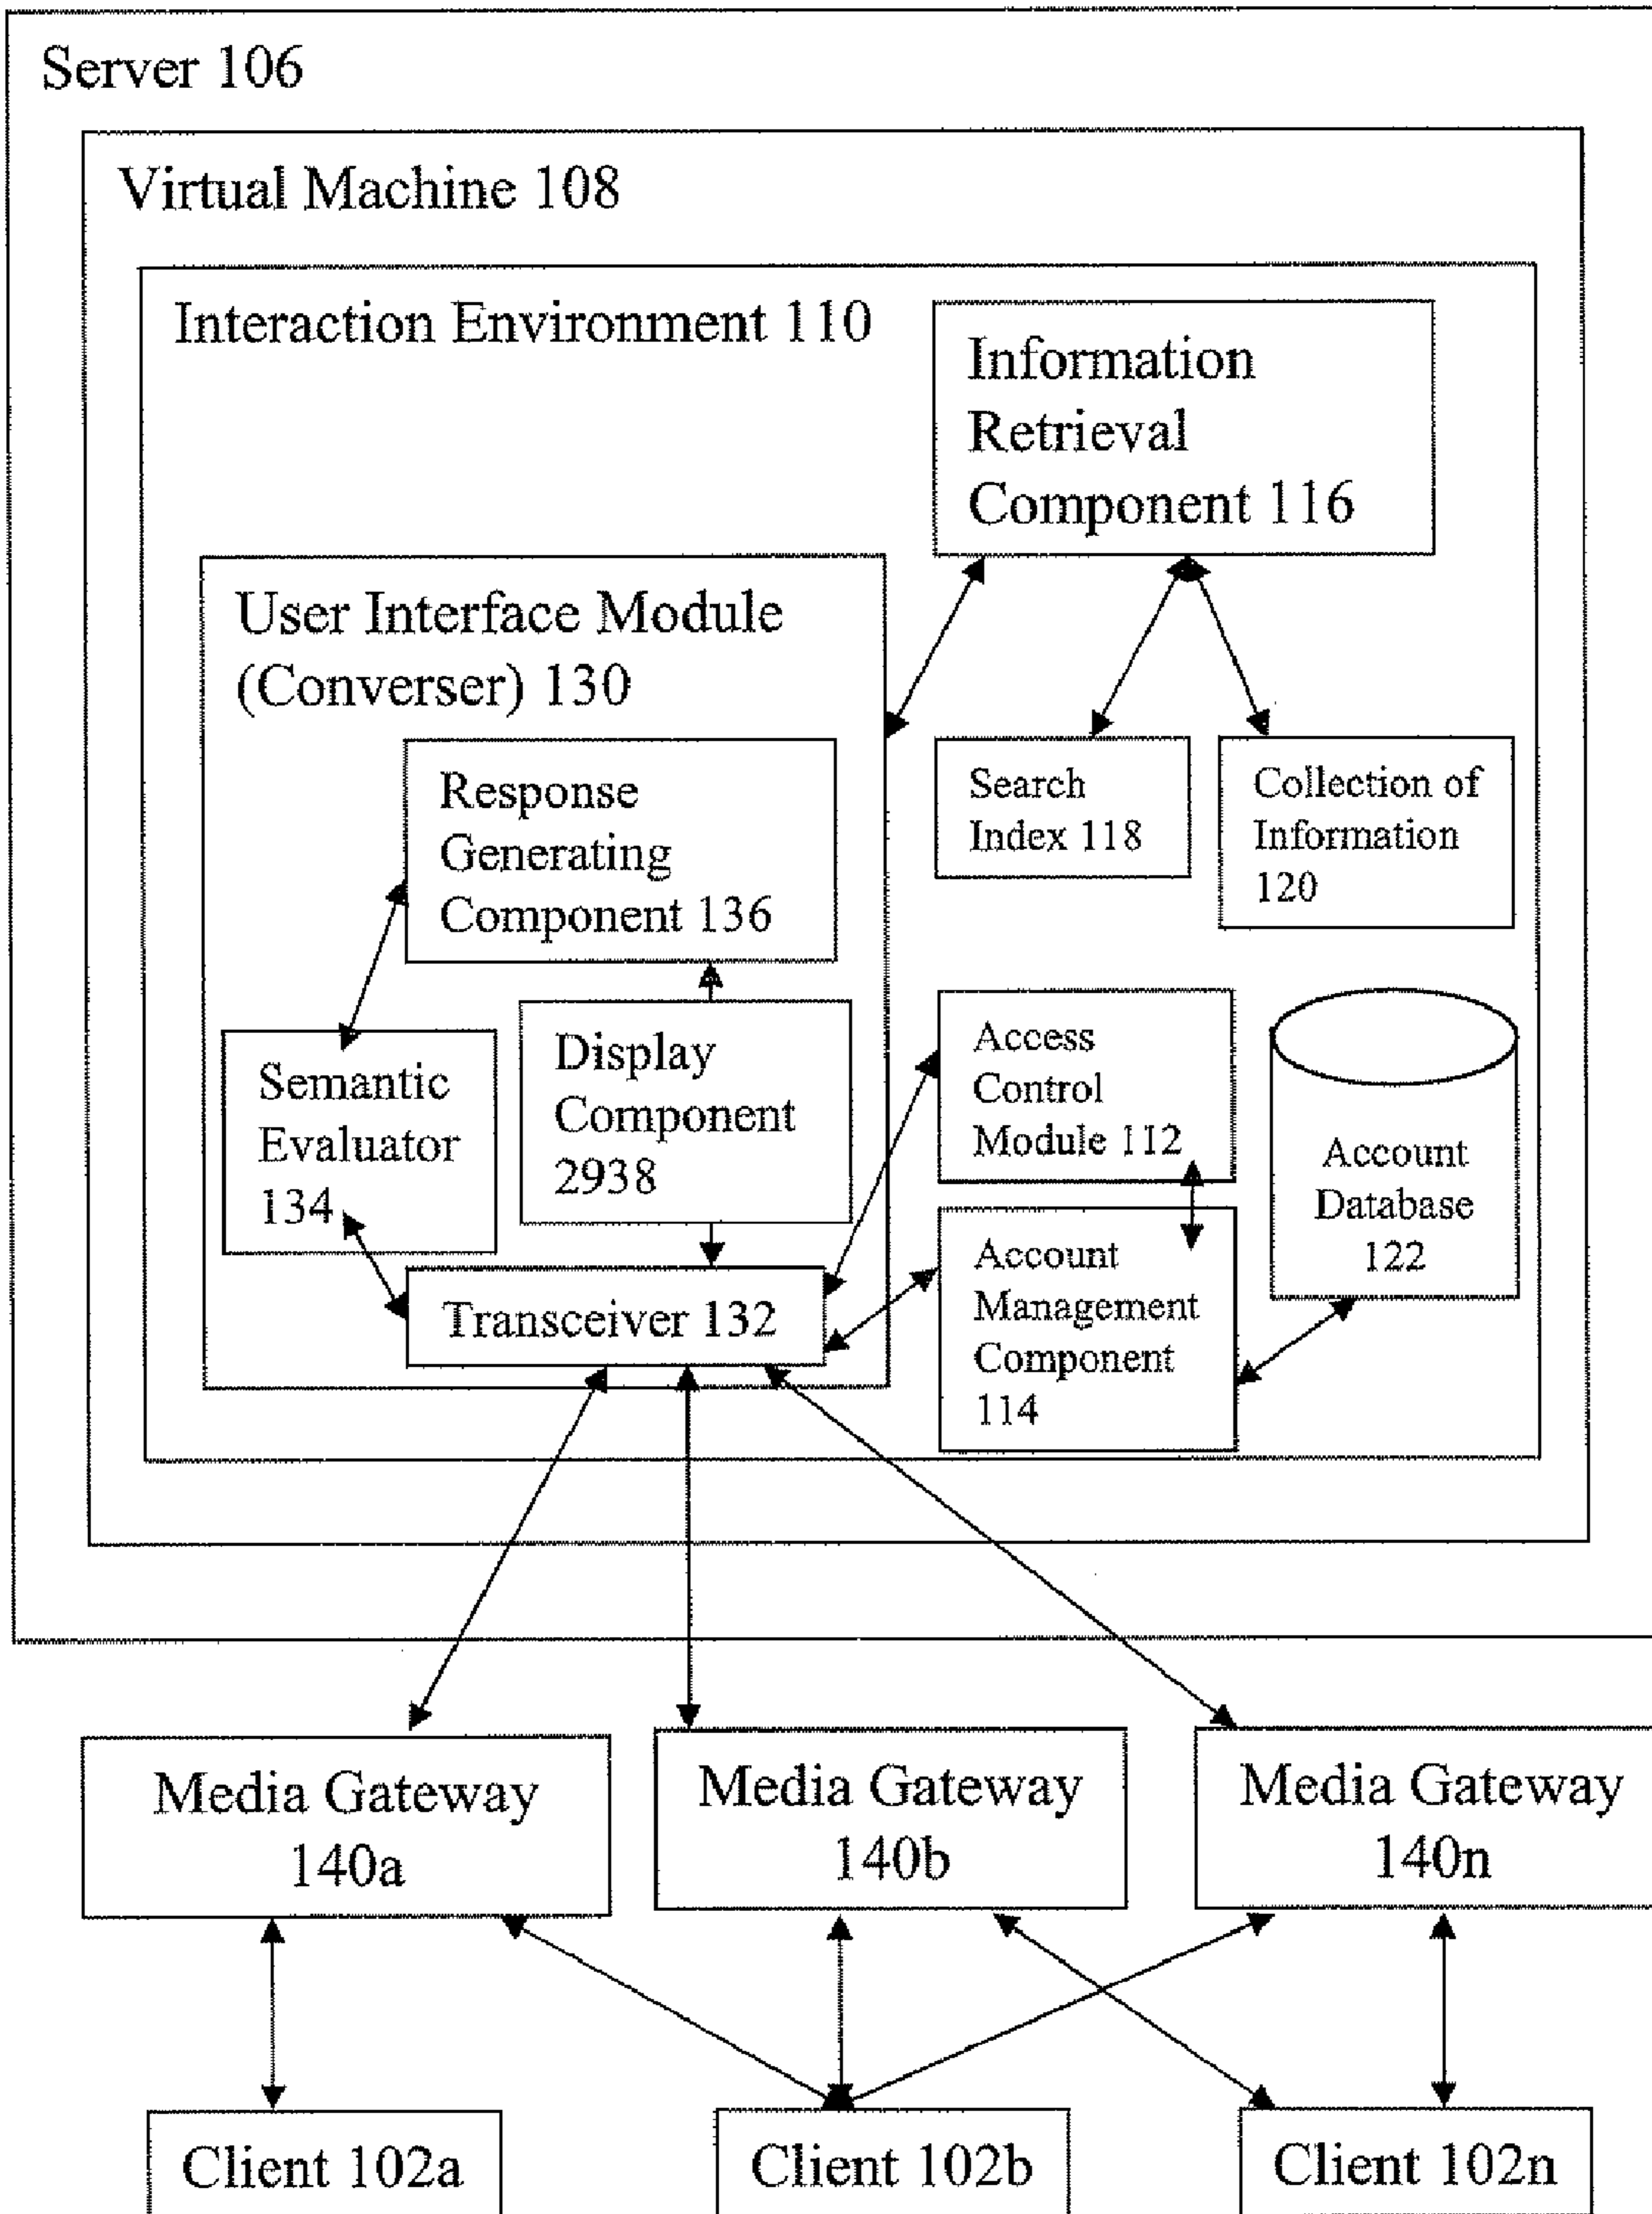 Server 106
Virtual Machine 108
Interaction Environment 110
Information
Retrieval
Component 116
User Interface Module
(Converser) 130
Response
Generating
Component 136
Search
Index 118
Collection of
Information
120
Semantic
Evaluator
134
Display
Component
2938
Access
Control
Module 112
Account
Database
122
Transceiver 132
Account
Management
Component
114
Media Gateway
140a
Media Gateway
140b
Media Gateway
140n
Client 102a
Client 102b
Client 102n